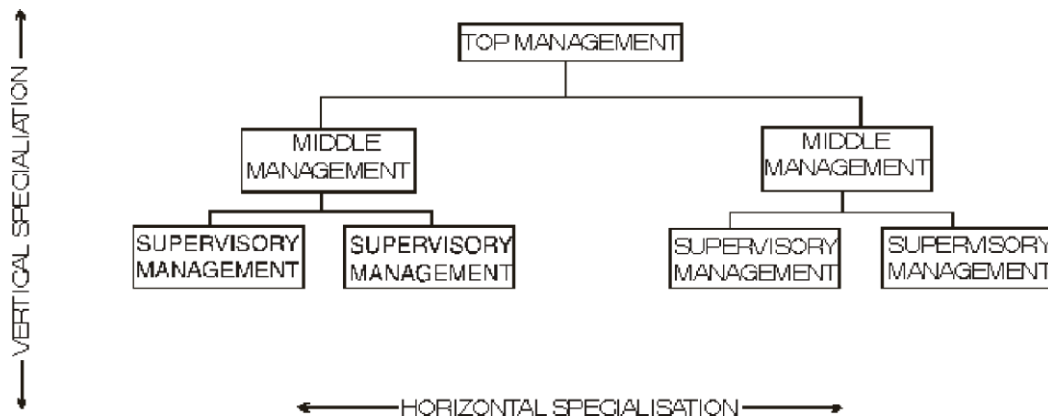 TOP MANAGEMENT
MIDDLE
MANAGEMENT
MIDDLE
MANAGEMENT
SUPERVISORY
MANAGEMENT
SUPERVISORY
MANAGEMENT
SUPERVISORY
MANAGEMENT
SUPERVISORY
MANAGEMENT
VERTICAL SPECIALIATION
HORIZONTAL SPECIALISATION